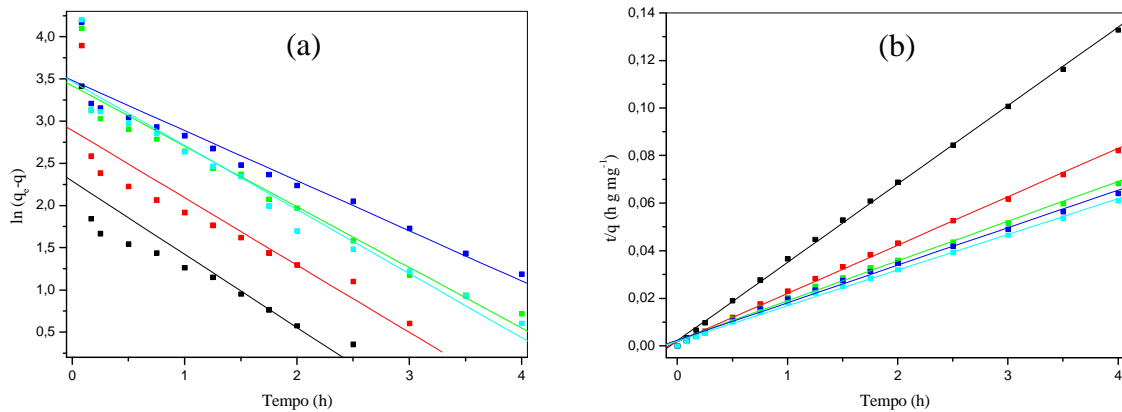 (a)
ln (qe-q)
4,0
3,5
3,0
2,5
2,0
1,5
1,0
0,5
0 1 2 3 4
Tempo (h)
(b)
t/q (h g mg-1)
0,14
0,12
0,10
0,08
0,06
0,04
0,02
0,00
0 1 2 3 4
Tempo (h)